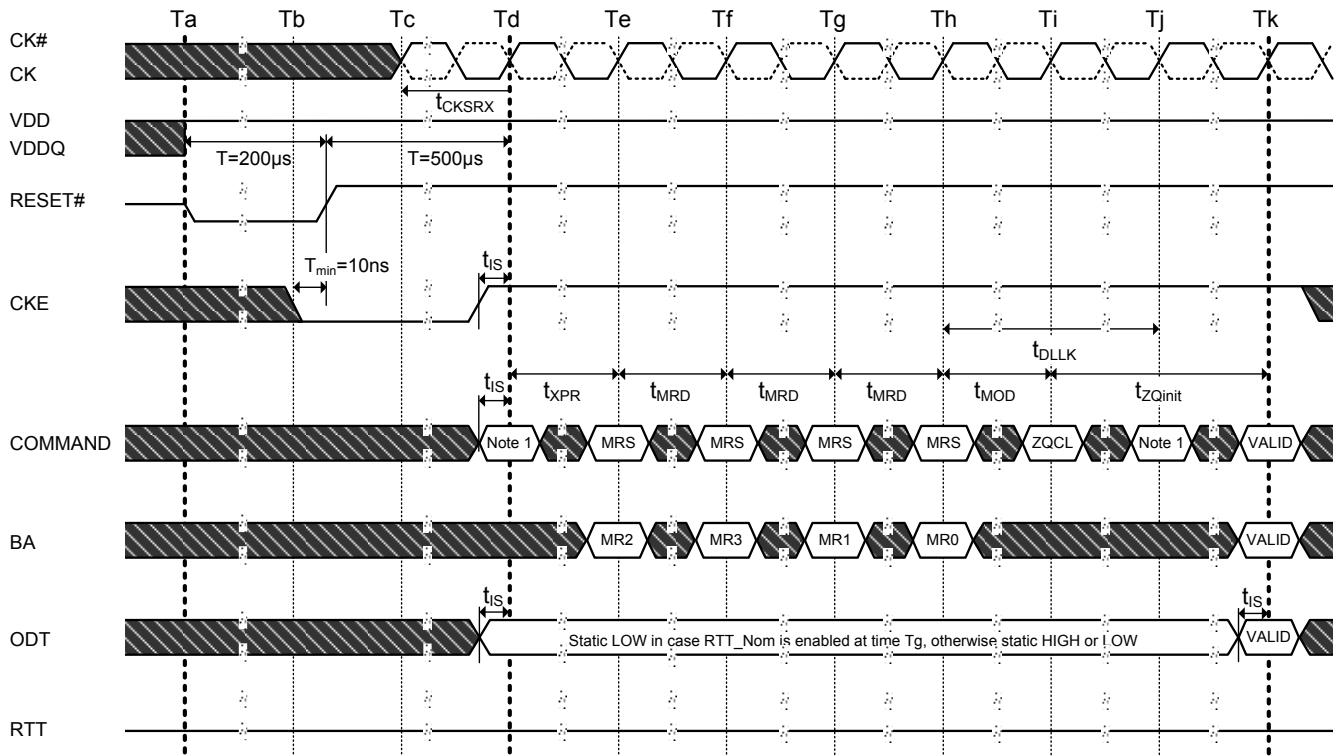 Ta Tb Tc Td Te Tf Tg Th Ti Tj Tk
CK#
CK
tCKSRX
VDD
VDDQ
T=200µs T=500µs
RESET#
Tmin=10ns tIS
CKE
tDLLK
tIS tXPR tMRD tMRD tMRD tMOD tZQinit
COMMAND Note 1 MRS MRS MRS MRS ZQCL Note 1 VALID
BA MR2 MR3 MR1 MR0 VALID
tIS tIS
ODT Static LOW in case RTT_Nom is enabled at time Tg, otherwise static HIGH or LOW VALID
RTT